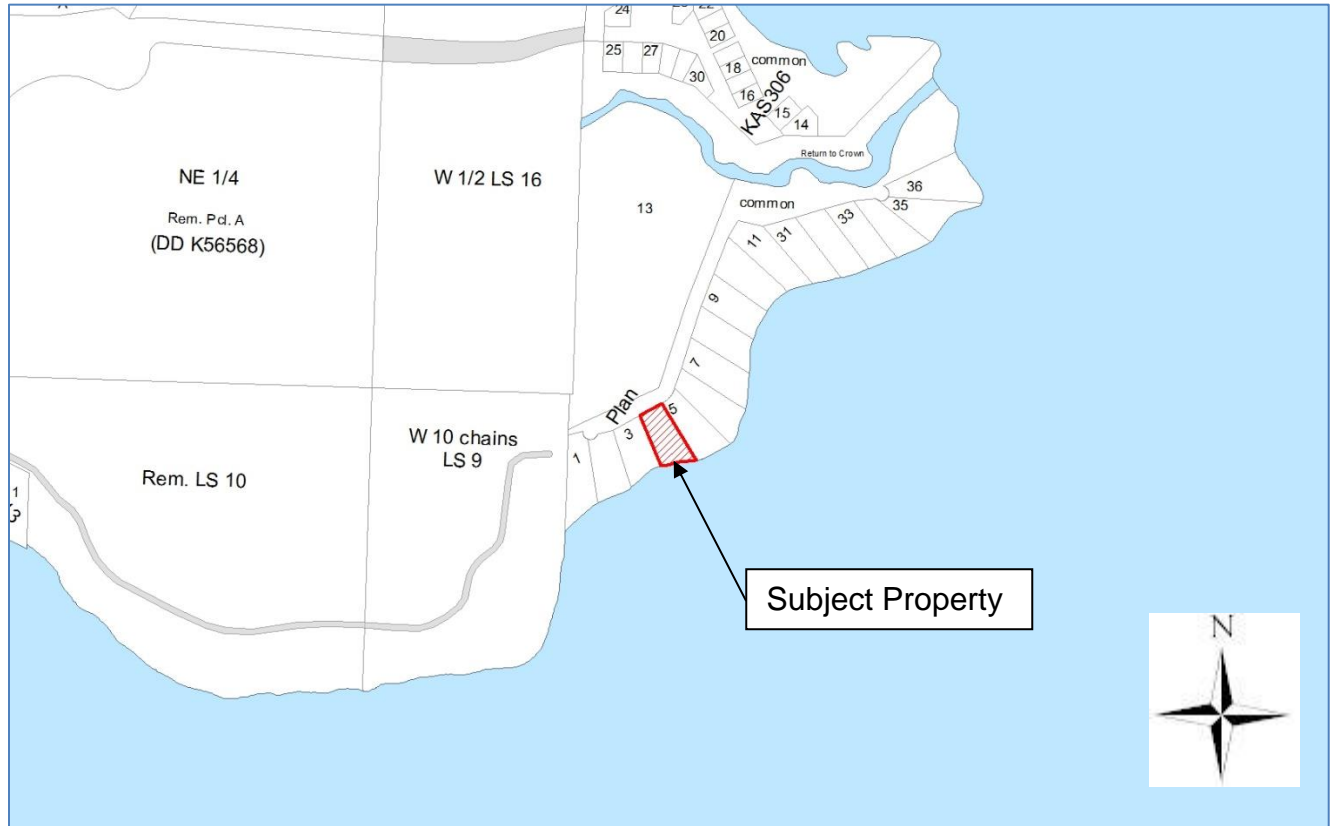 24
22
20
25
27
18
common
30
16
KAS306
15
14
Return to Crown
NE 1/4
W 1/2 LS 16
36
Rem. Pcl. A
13
common
35
(DD K56568)
33
31
11
9
7
Plan
5
3
W 10 chains
LS 9
1
Rem. LS 10
1
Subject Property
N